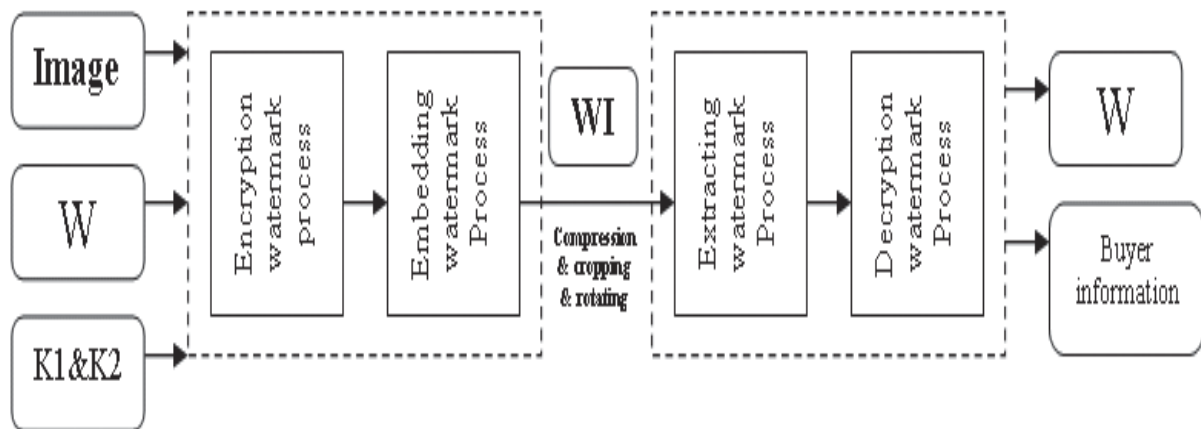 Image
W
K1&K2
Encryption
watermark
process
Embedding
watermark
Process
WI
Compression
& cropping
& rotating
Extracting
watermark
Process
Decryption
watermark
Process
W
Buyer
information